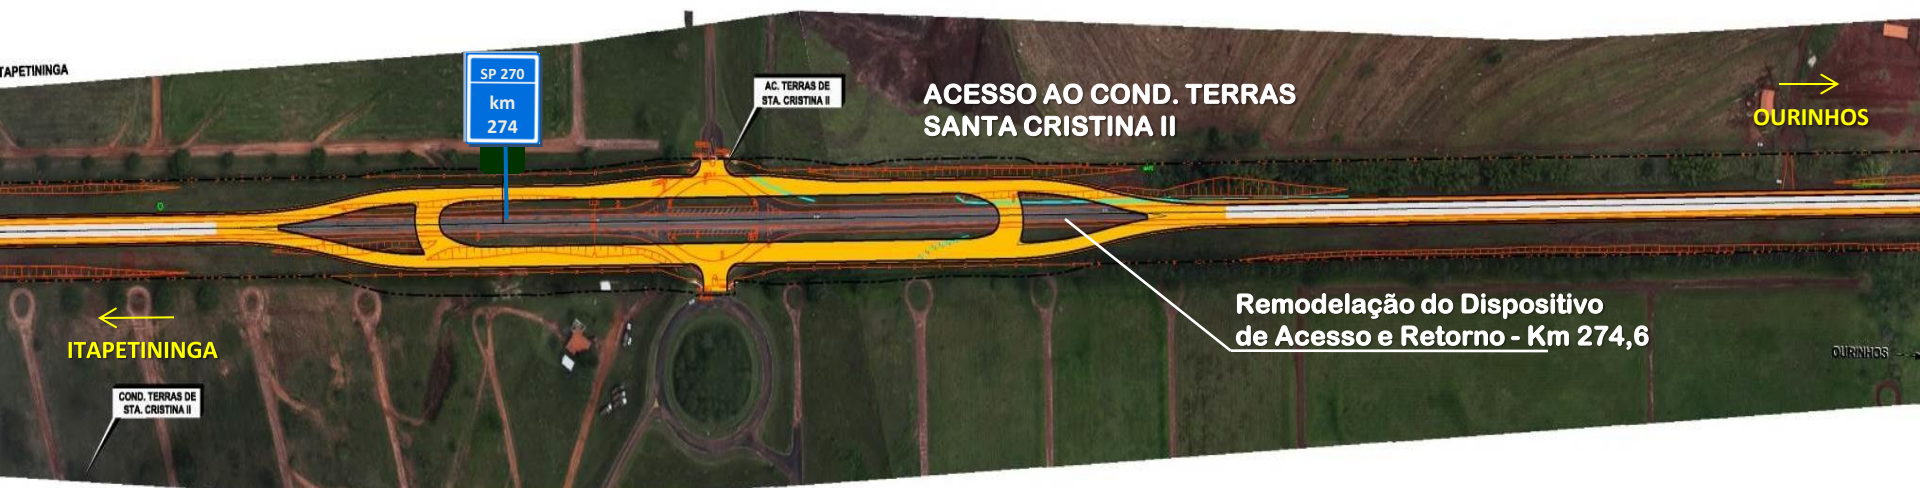 TAPETININGA
SP 270
km
274
AC. TERRAS DE
STA. CRISTINA II
ACESSO AO COND. TERRAS
SANTA CRISTINA II
OURINHOS
ITAPETININGA
COND. TERRAS DE
STA. CRISTINA II
Remodelação do Dispositivo
de Acesso e Retorno - Km 274,6
OURINHOS